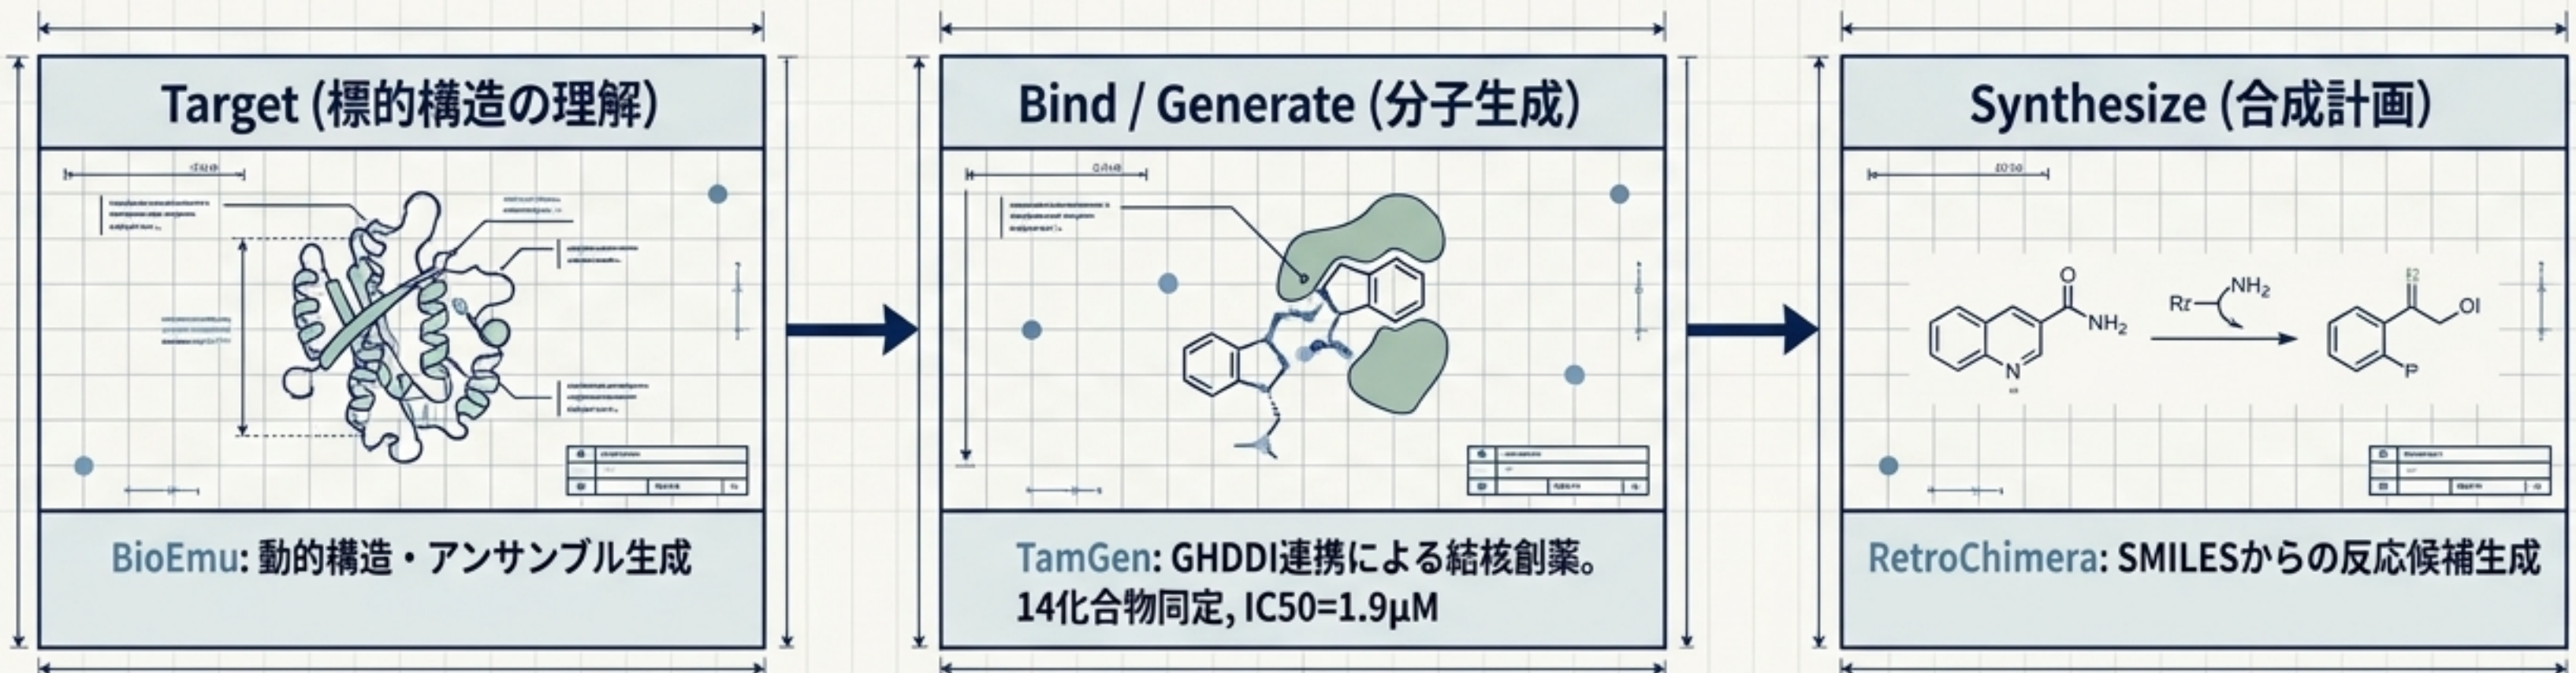 Target (標的構造の理解)
BioEmu: 動的構造・アンサンブル生成
Bind / Generate (分子生成)
TamGen: GHDDI連携による結核創薬。
14化合物同定, IC50=1.9μM
Synthesize (合成計画)
O
NH₂
N
NH₂
OI
P
RetroChimera: SMILESからの反応候補生成